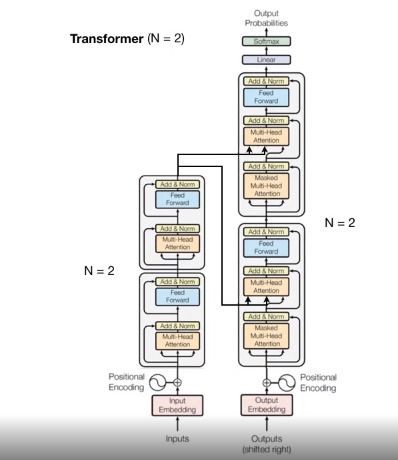 Transformer (N = 2)
Output
Probabilities
Softmax
Linear
Add & Norm
Feed
Forward
Add & Norm
Multi-Head
Attention
Add & Norm
Masked
Multi-Head
Attention
N = 2
Add & Norm
Feed
Forward
Add & Norm
Multi-Head
Attention
Add & Norm
Masked
Multi-Head
Attention
Add & Norm
Feed
Forward
Add & Norm
Multi-Head
Attention
N = 2
Add & Norm
Feed
Forward
Add & Norm
Multi-Head
Attention
Positional
Encoding
Positional
Encoding
Input
Embedding
Output
Embedding
Inputs
Outputs
(shifted right)